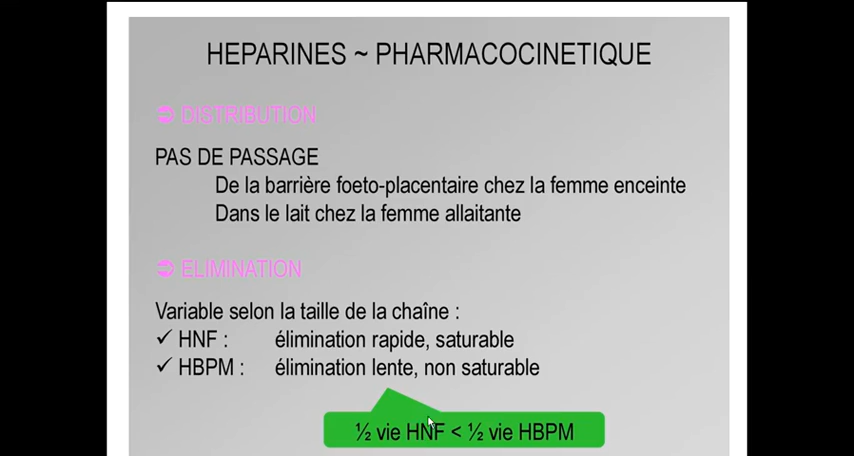 HEPARINES ~ PHARMACOCINETIQUE
➲ DISTRIBUTION
PAS DE PASSAGE
De la barrière foeto-placentaire chez la femme enceinte
Dans le lait chez la femme allaitante
➲ ELIMINATION
Variable selon la taille de la chaîne :
✓ HNF : élimination rapide, saturable
✓ HBPM : élimination lente, non saturable
½ vie HNF < ½ vie HBPM